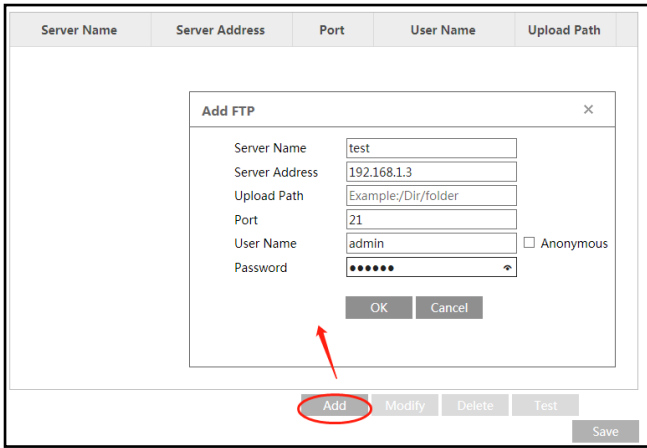 Server Name Server Address Port User Name Upload Path
Add FTP ×
Server Name test
Server Address 192.168.1.3
Upload Path Example:/Dir/folder
Port 21
User Name admin Anonymous
Password ●●●●●●
OK Cancel
Add Modify Delete Test
Save